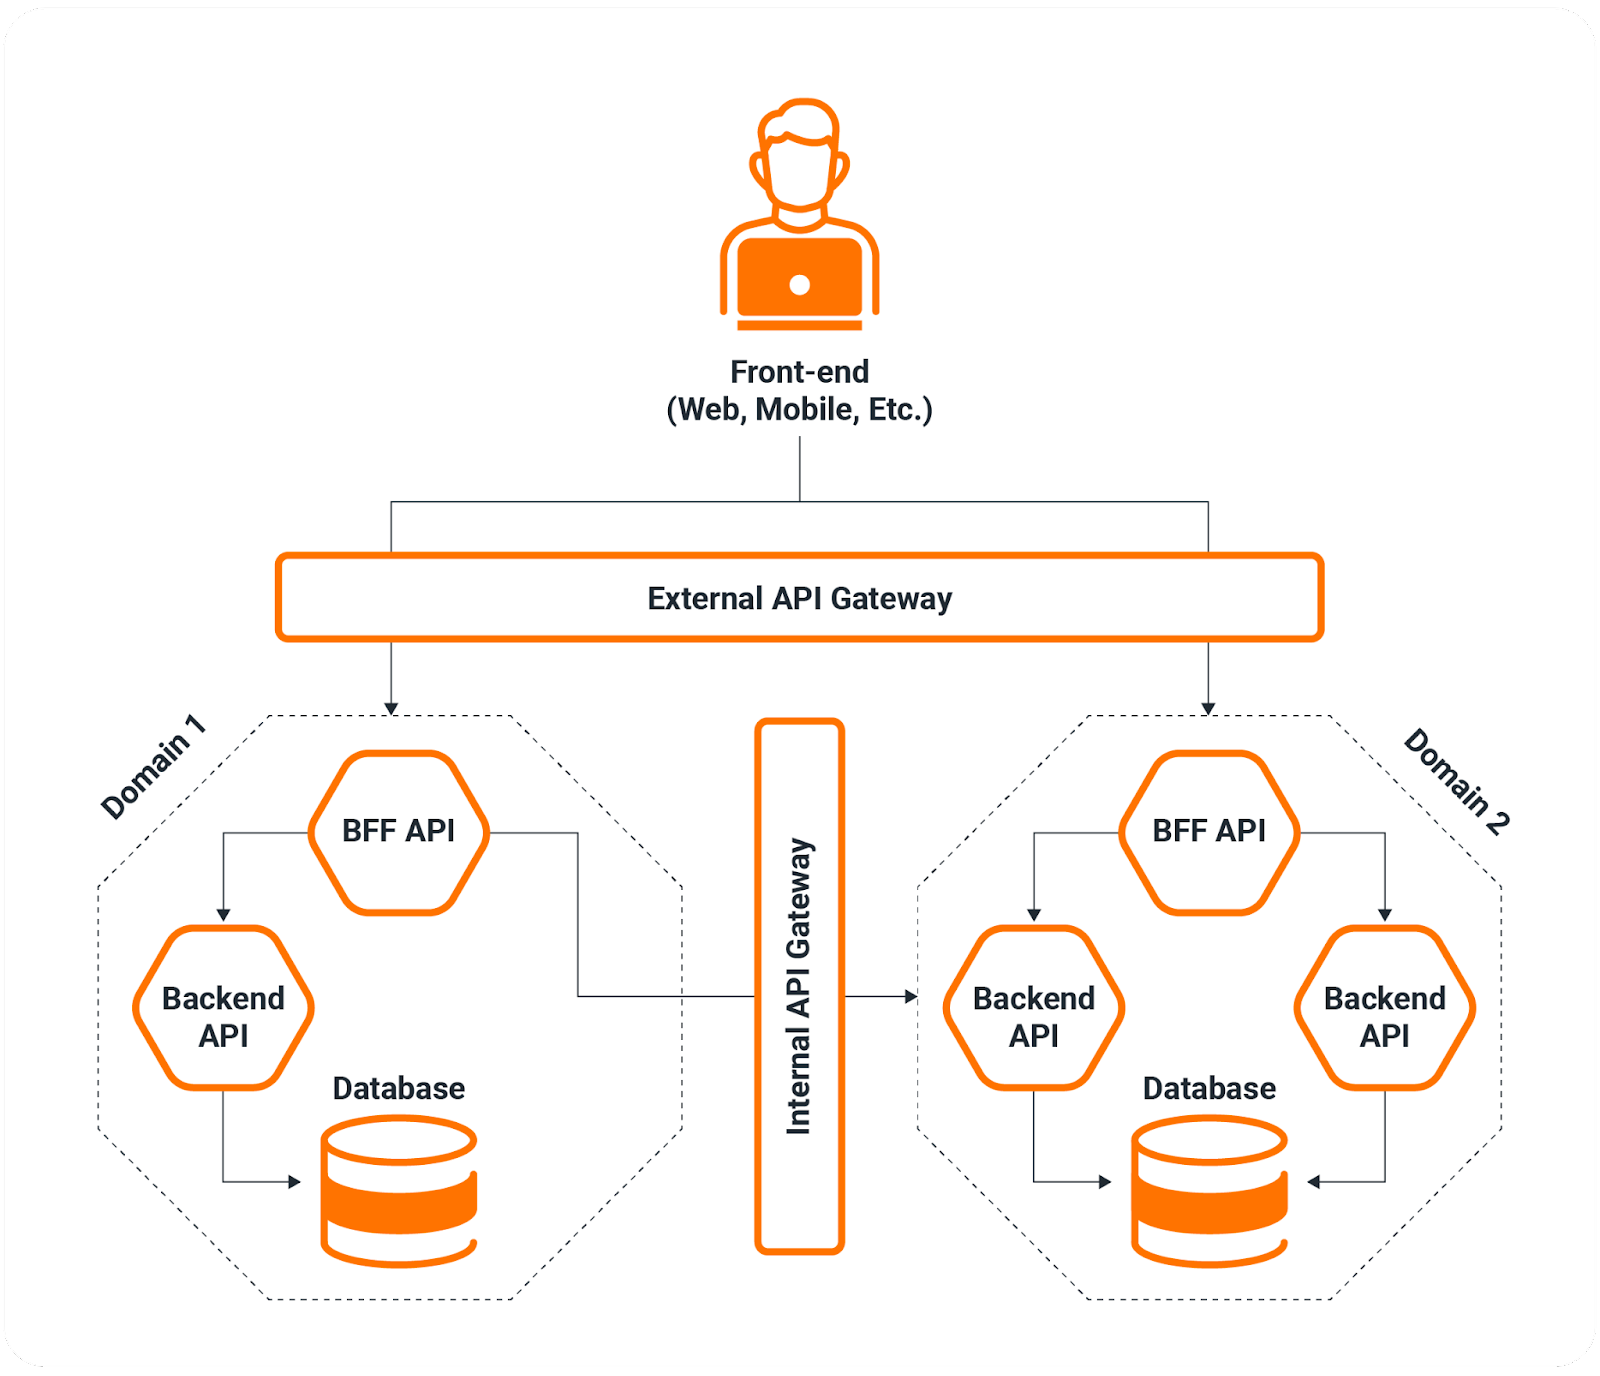 Front-end
(Web, Mobile, Etc.)
External API Gateway
Domain 1
BFF API
Backend
API
Database
Internal API Gateway
Domain 2
BFF API
Backend
API
Backend
API
Database